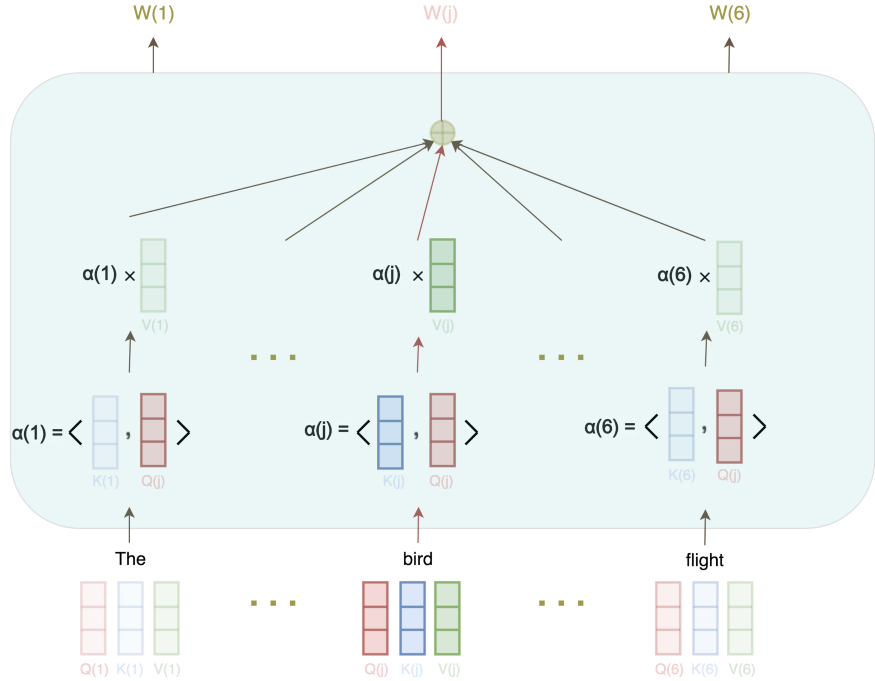 W(1) W(j) W(6)
α(1) × α(j) × α(6) ×
V(1) V(j) V(6)
. . . . . .
α(1) = < , > α(j) = < , > α(6) = < , >
K(1) Q(j) K(j) Q(j) K(6) Q(j)
The bird flight
. . . . . .
Q(1) K(1) V(1) Q(j) K(j) V(j) Q(6) K(6) V(6)